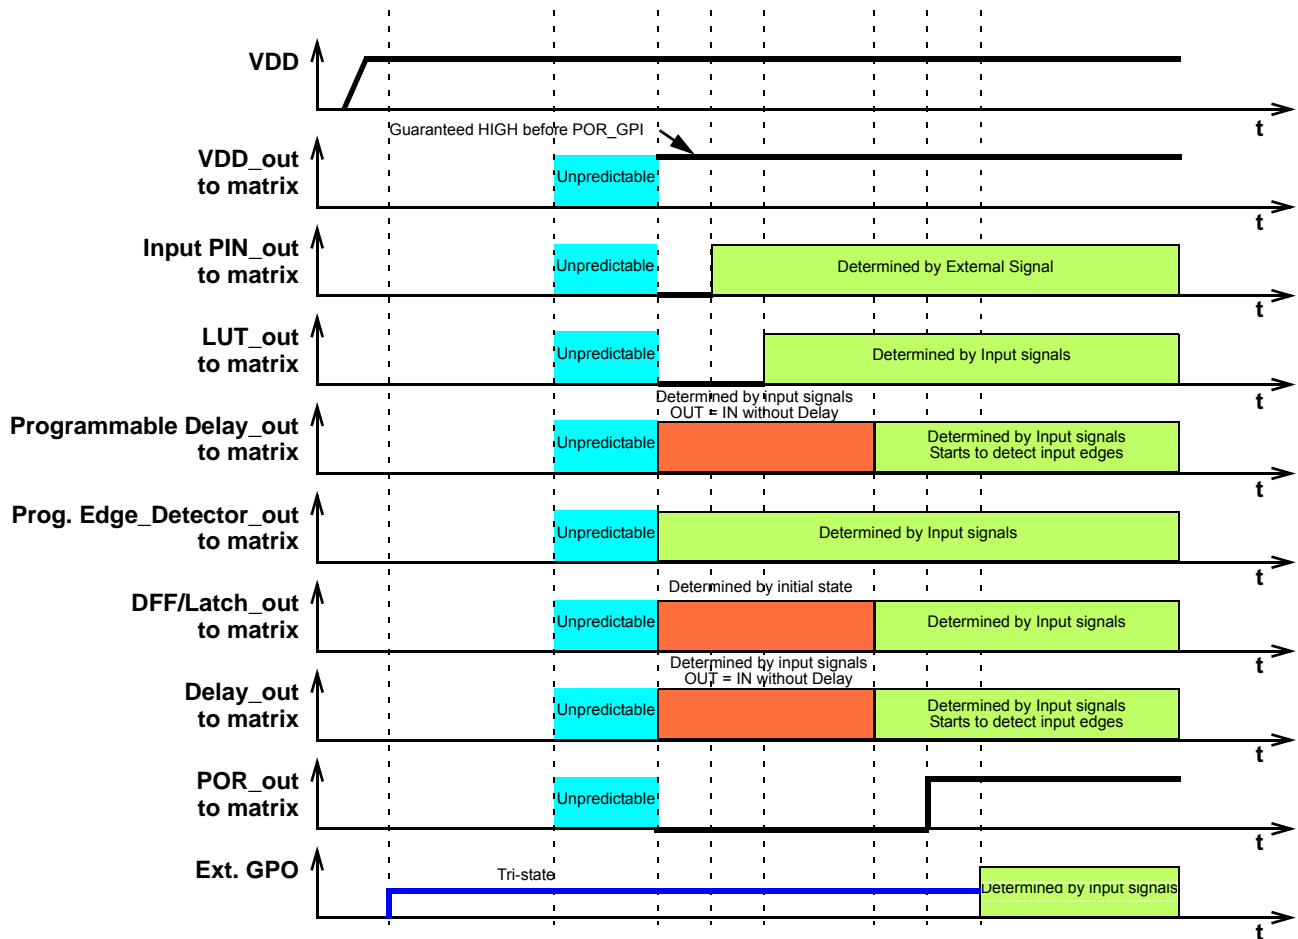 VDD
t
Guaranteed HIGH before POR_GPI
VDD_out
to matrix
Unpredictable
t
Input PIN_out
to matrix
Unpredictable
Determined by External Signal
t
LUT_out
to matrix
Unpredictable
Determined by Input signals
t
Determined by input signals
OUT = IN without Delay
Programmable Delay_out
to matrix
Unpredictable
Determined by Input signals
Starts to detect input edges
t
Prog. Edge_Detector_out
to matrix
Unpredictable
Determined by Input signals
t
Determined by initial state
DFF/Latch_out
to matrix
Unpredictable
Determined by Input signals
t
Determined by input signals
OUT = IN without Delay
Delay_out
to matrix
Unpredictable
Determined by Input signals
Starts to detect input edges
t
POR_out
to matrix
Unpredictable
t
Ext. GPO
Tri-state
Determined by input signals
t